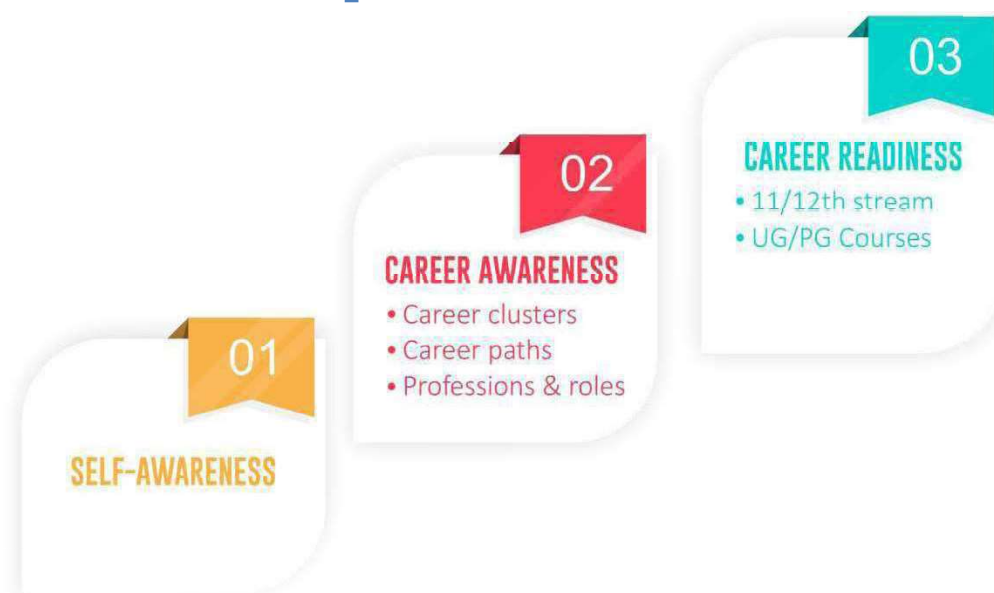 01
SELF-AWARENESS
02
CAREER AWARENESS
• Career clusters
• Career paths
• Professions & roles
03
CAREER READINESS
• 11/12th stream
• UG/PG Courses